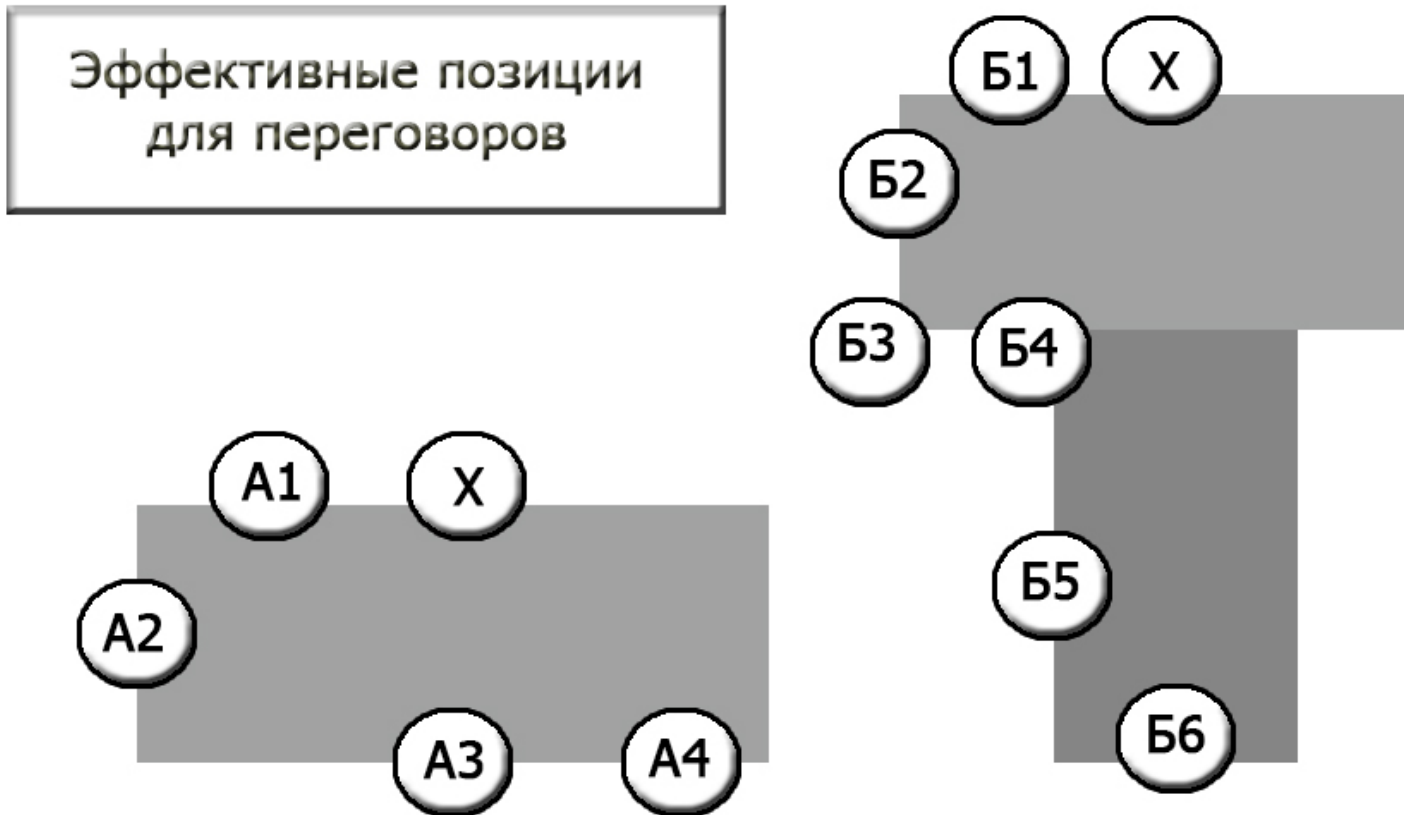 Эффективные позиции
для переговоров
Б1
Х
Б2
Б3
Б4
Б5
Б6
А1
Х
А2
А3
А4